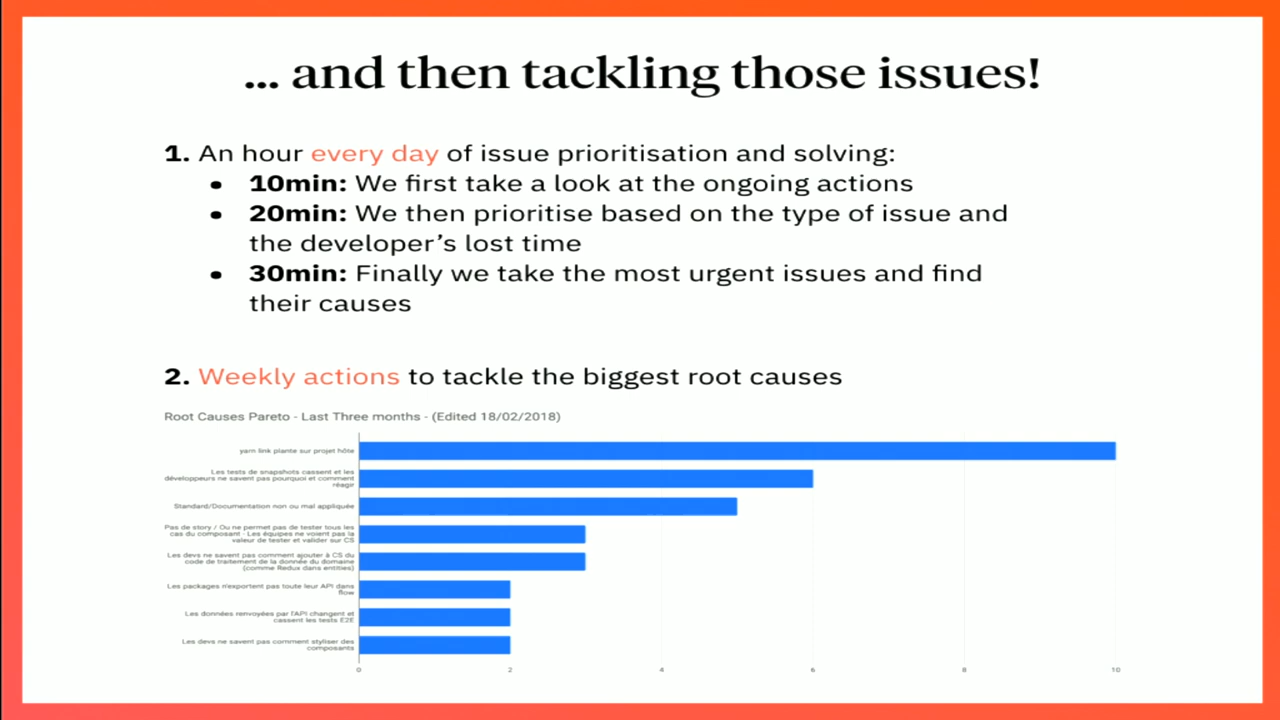 ... and then tackling those issues!
1. An hour every day of issue prioritisation and solving:
● 10min: We first take a look at the ongoing actions
● 20min: We then prioritise based on the type of issue and
the developer's lost time
● 30min: Finally we take the most urgent issues and find
their causes
2. Weekly actions to tackle the biggest root causes
Root Causes Pareto - Last Three months - (Edited 18/02/2018)
yarn link plante sur projet hôte
Les tests de snapshots cassent et les
développeurs ne savent pas pourquoi et comment
réagir
Standard/Documentation non ou mal appliquée
Pas de story / Ou ne permet pas de tester tous les
cas du composant - Les équipes ne voient pas la
valeur de tester et valider sur CS
Les devs ne savent pas comment ajouter à CS du
code de traitement de la donnée du domaine
(comme Redux dans entities)
Les packages n'exportent pas toute leur API dans
flow
Les données renvoyées par l'API changent et
cassent les tests E2E
Les devs ne savent pas comment styliser des
composants
0 2 4 6 8 10